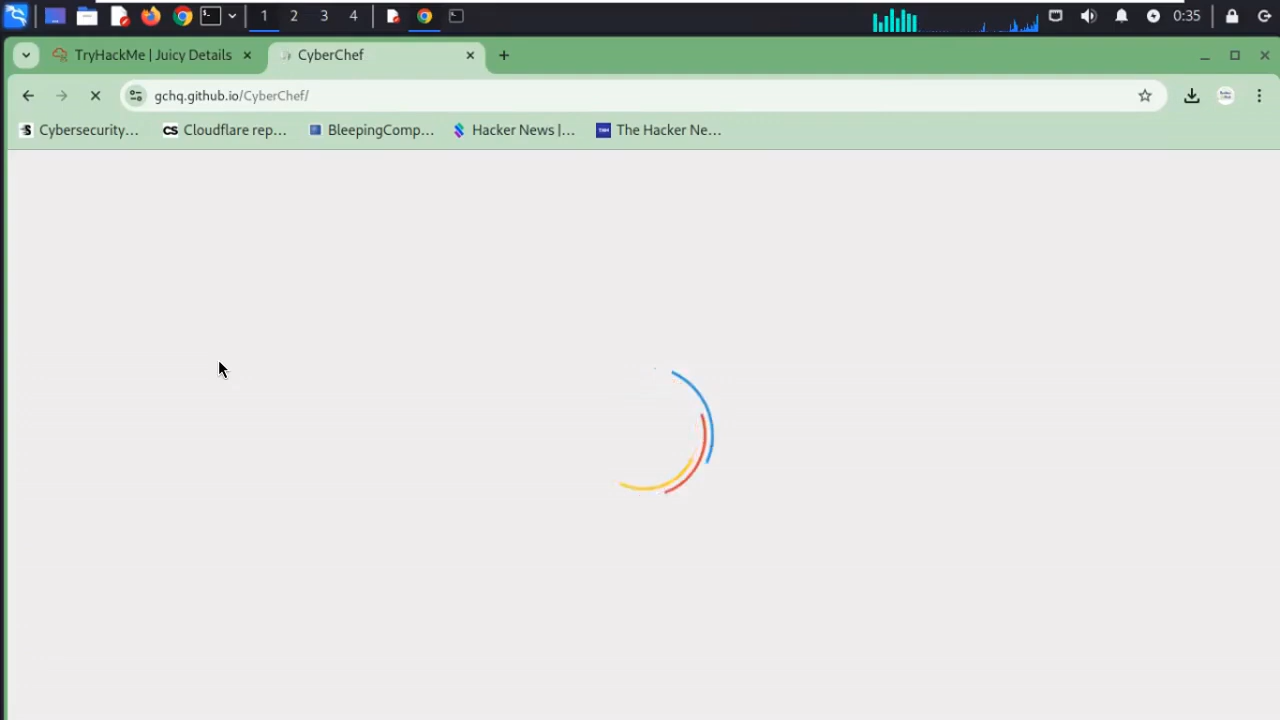 1 2 3 4 0:35
TryHackMe | Juicy Details CyberChef
gchq.github.io/CyberChef/
Cybersecurity... Cloudflare rep... BleepingComp... Hacker News |... The Hacker Ne...